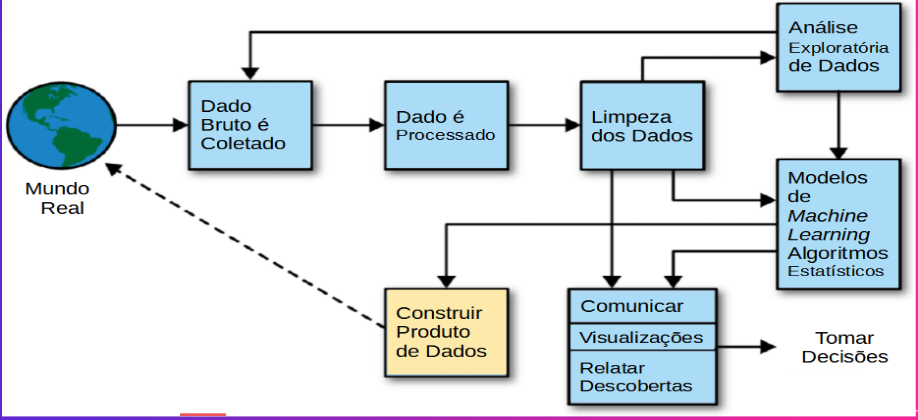 Mundo
Real
Dado
Bruto é
Coletado
Dado é
Processado
Limpeza
dos Dados
Análise
Exploratória
de Dados
Modelos
de
Machine
Learning
Algoritmos
Estatísticos
Construir
Produto
de Dados
Comunicar
Visualizações
Relatar
Descobertas
Tomar
Decisões